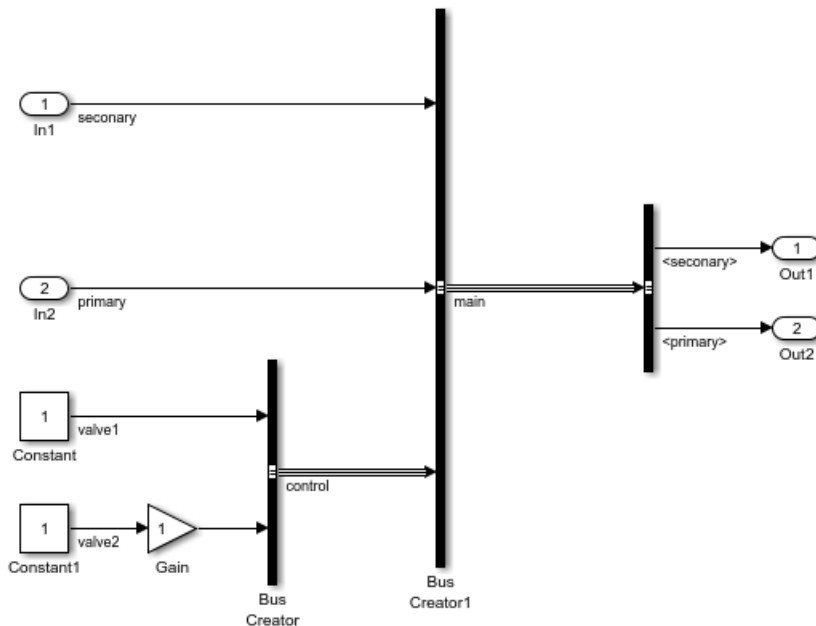 1
seconary
In1
1
<seconary>
Out1
2
primary
In2
main
2
<primary>
Out2
1
valve1
Constant
control
1
valve2
1
Constant1
Gain
Bus
Creator
Bus
Creator1